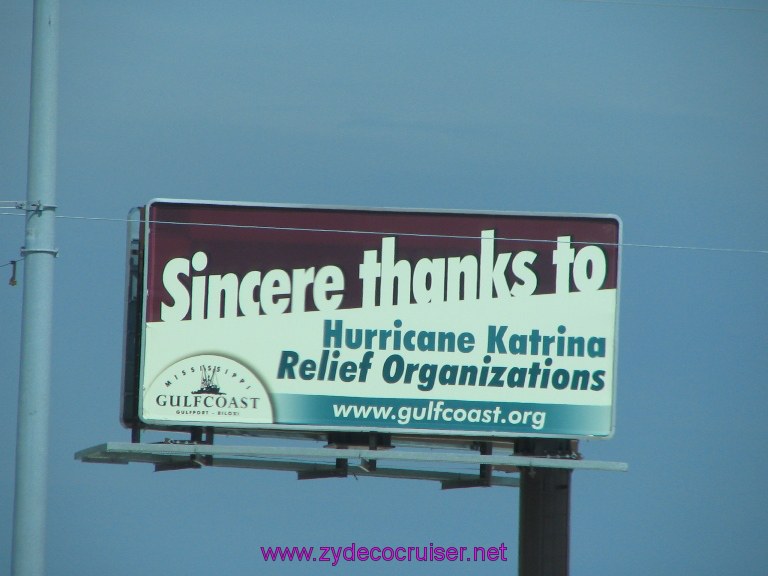 Sincere thanks to
Hurricane Katrina
Relief Organizations
MISSISSIPPI
GULFCOAST
GULFPORT - BILOXI
www.gulfcoast.org
www.zydecocruiser.net